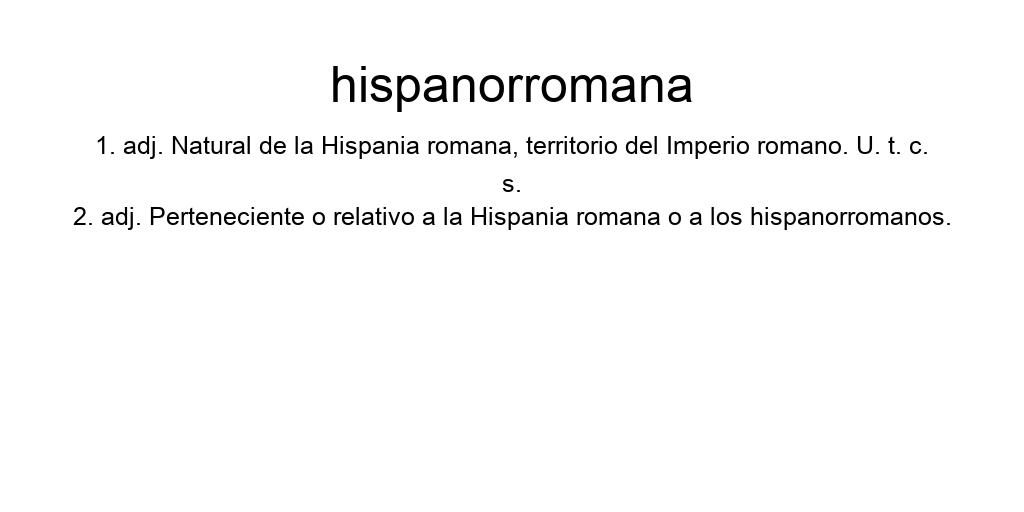 hispanorromana
1. adj. Natural de la Hispania romana, territorio del Imperio romano. U. t. c.
s.
2. adj. Perteneciente o relativo a la Hispania romana o a los hispanorromanos.